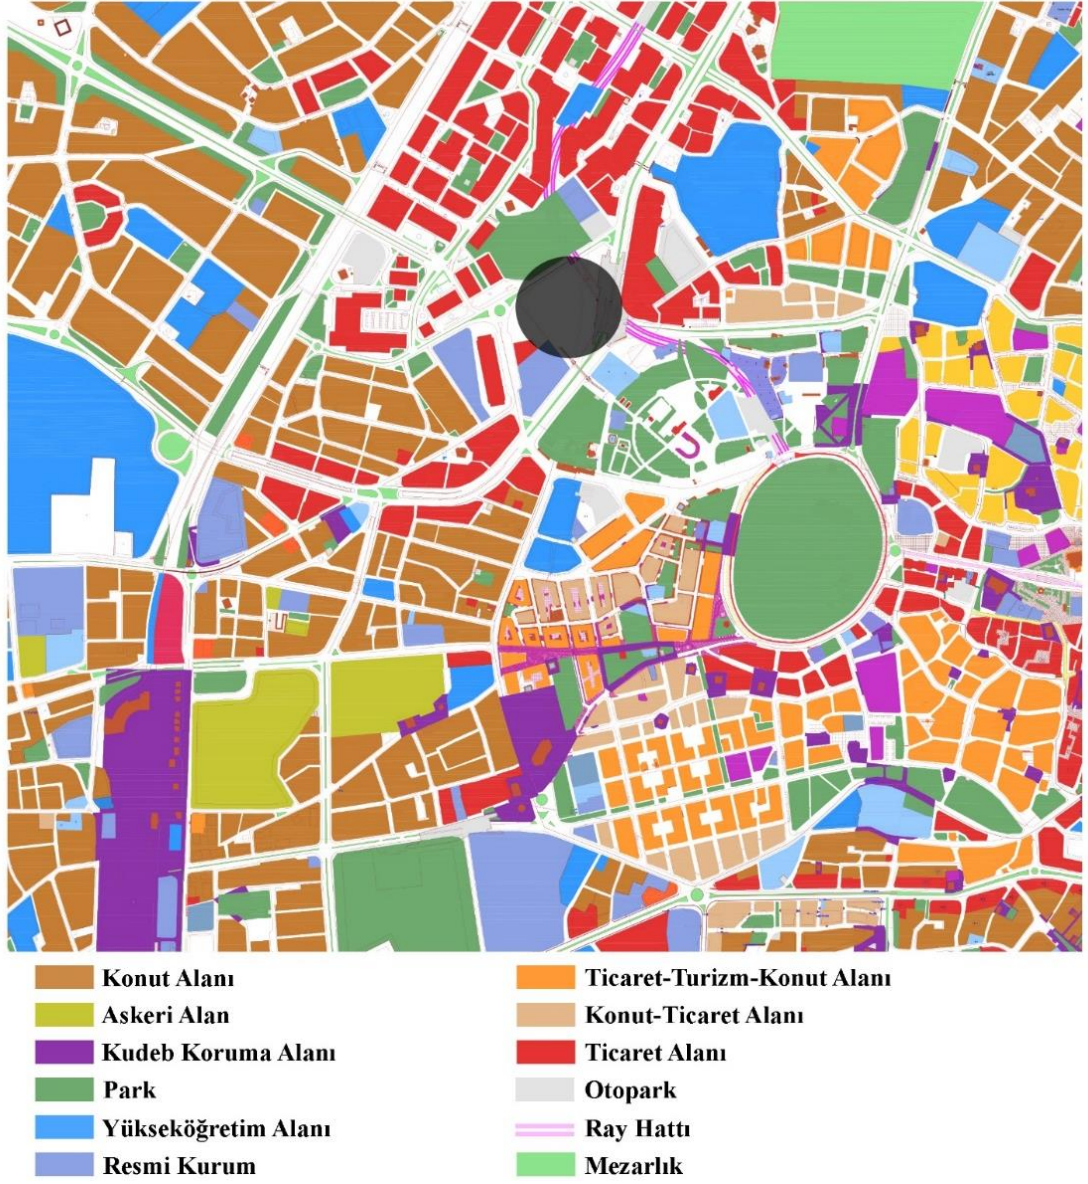 Konut Alanı
Askeri Alan
Kudeb Koruma Alanı
Park
Yükseköğretim Alanı
Resmi Kurum
Ticaret-Turizm-Konut Alanı
Konut-Ticaret Alanı
Ticaret Alanı
Otopark
Ray Hattı
Mezarlık